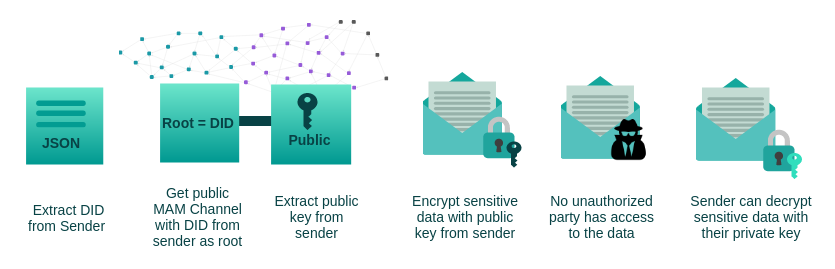 JSON
Root = DID
Public
Extract DID
from Sender
Get public
MAM Channel
with DID from
sender as root
Extract public
key from
sender
Encrypt sensitive
data with public
key from sender
No unauthorized
party has access
to the data
Sender can decrypt
sensitive data with
their private key